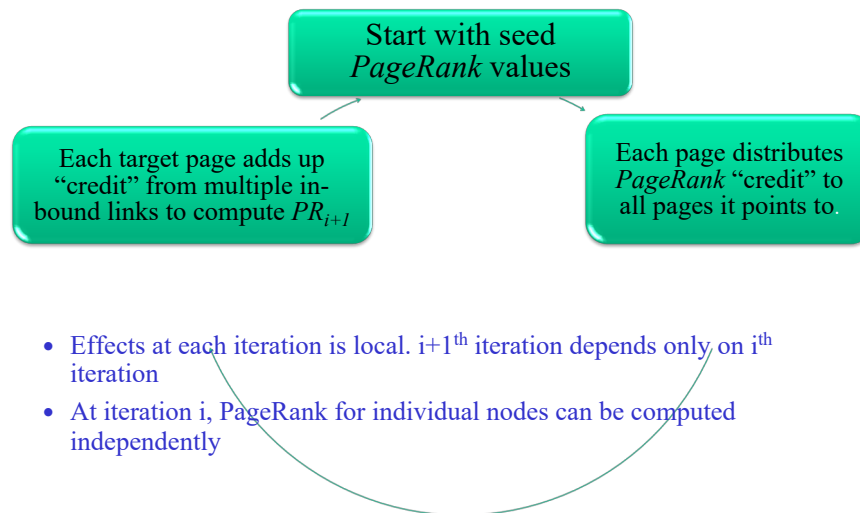 Start with seed
PageRank values
Each target page adds up
“credit” from multiple in-
bound links to compute PRi+1
Each page distributes
PageRank “credit” to
all pages it points to.
• Effects at each iteration is local. i+1th iteration depends only on ith
iteration
• At iteration i, PageRank for individual nodes can be computed
independently